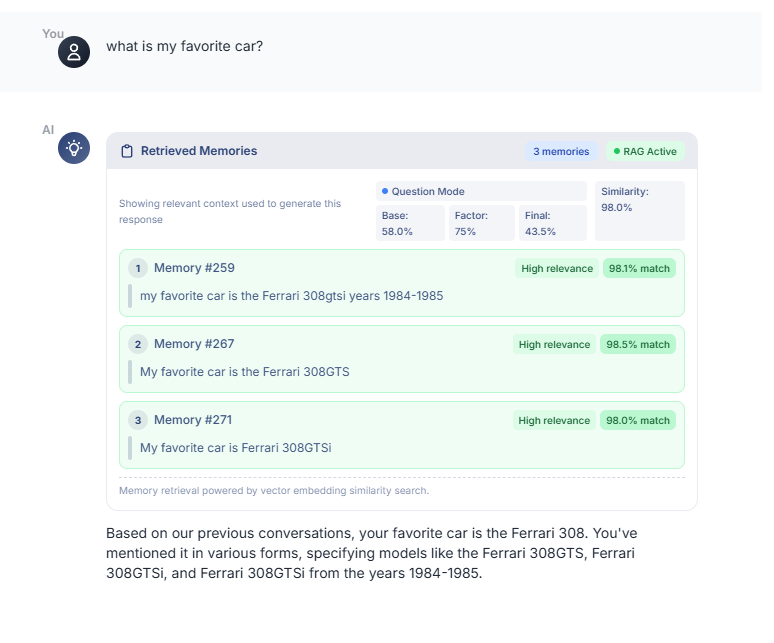 You
what is my favorite car?
AI
Retrieved Memories
3 memories
RAG Active
Showing relevant context used to generate this
response
Question Mode
Base:
58.0%
Factor:
75%
Final:
43.5%
Similarity:
98.0%
1 Memory #259 High relevance 98.1% match
my favorite car is the Ferrari 308gtsi years 1984-1985
2 Memory #267 High relevance 98.5% match
My favorite car is the Ferrari 308GTS
3 Memory #271 High relevance 98.0% match
My favorite car is Ferrari 308GTSi
Memory retrieval powered by vector embedding similarity search.
Based on our previous conversations, your favorite car is the Ferrari 308. You've
mentioned it in various forms, specifying models like the Ferrari 308GTS, Ferrari
308GTSi, and Ferrari 308GTSi from the years 1984-1985.